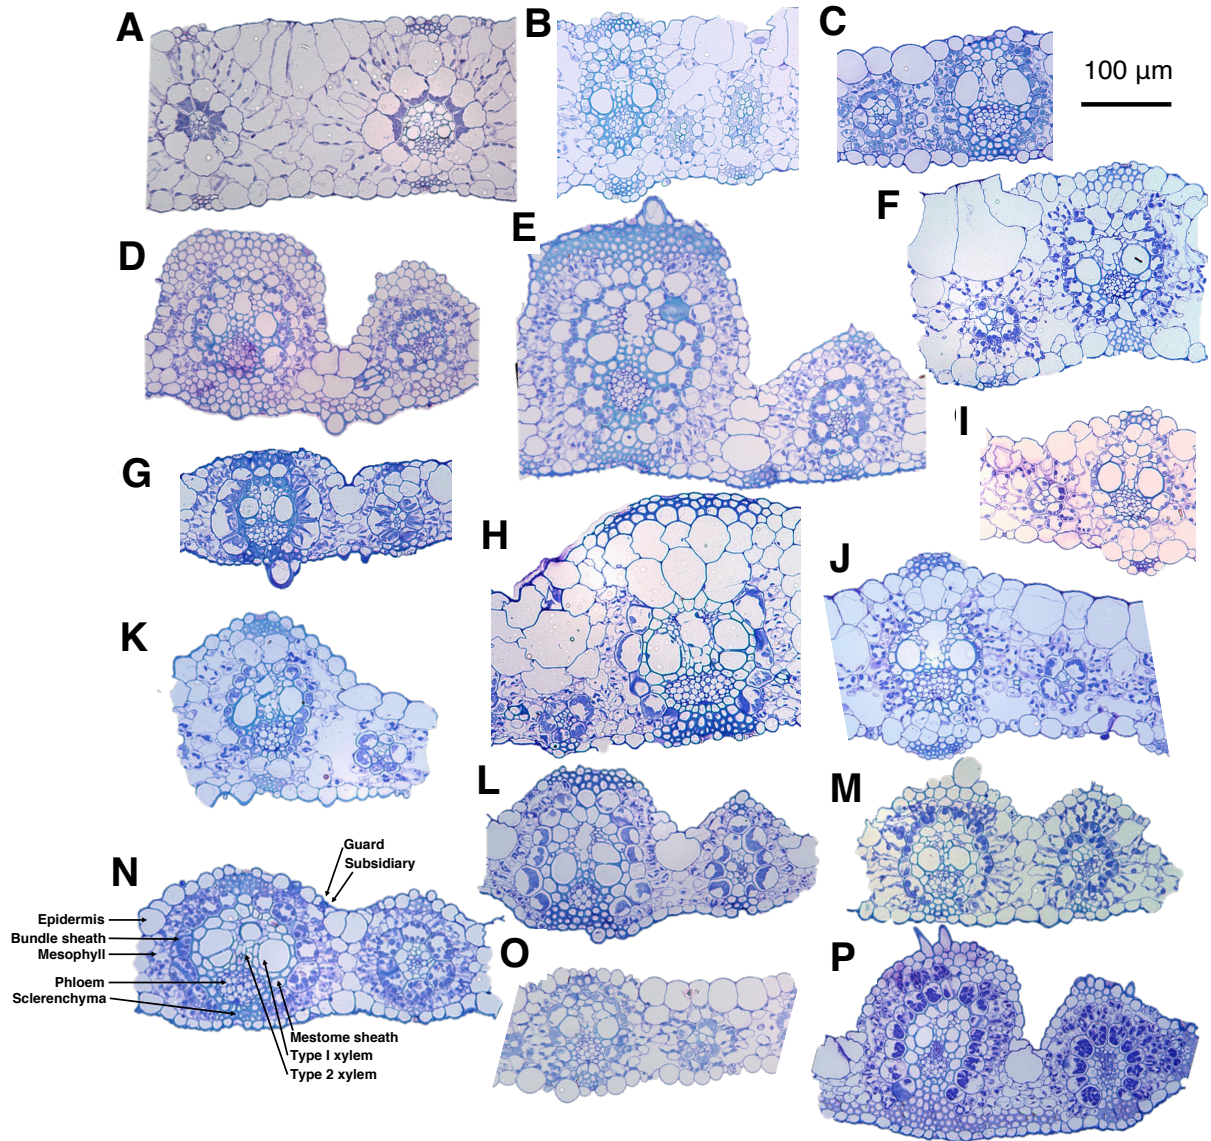 A
B
C
100 µm
D
E
F
G
H
I
J
K
L
M
N
Guard
Subsidiary
Epidermis
Bundle sheath
Mesophyll
Phloem
Sclerenchyma
Mestome sheath
Type I xylem
Type 2 xylem
O
P